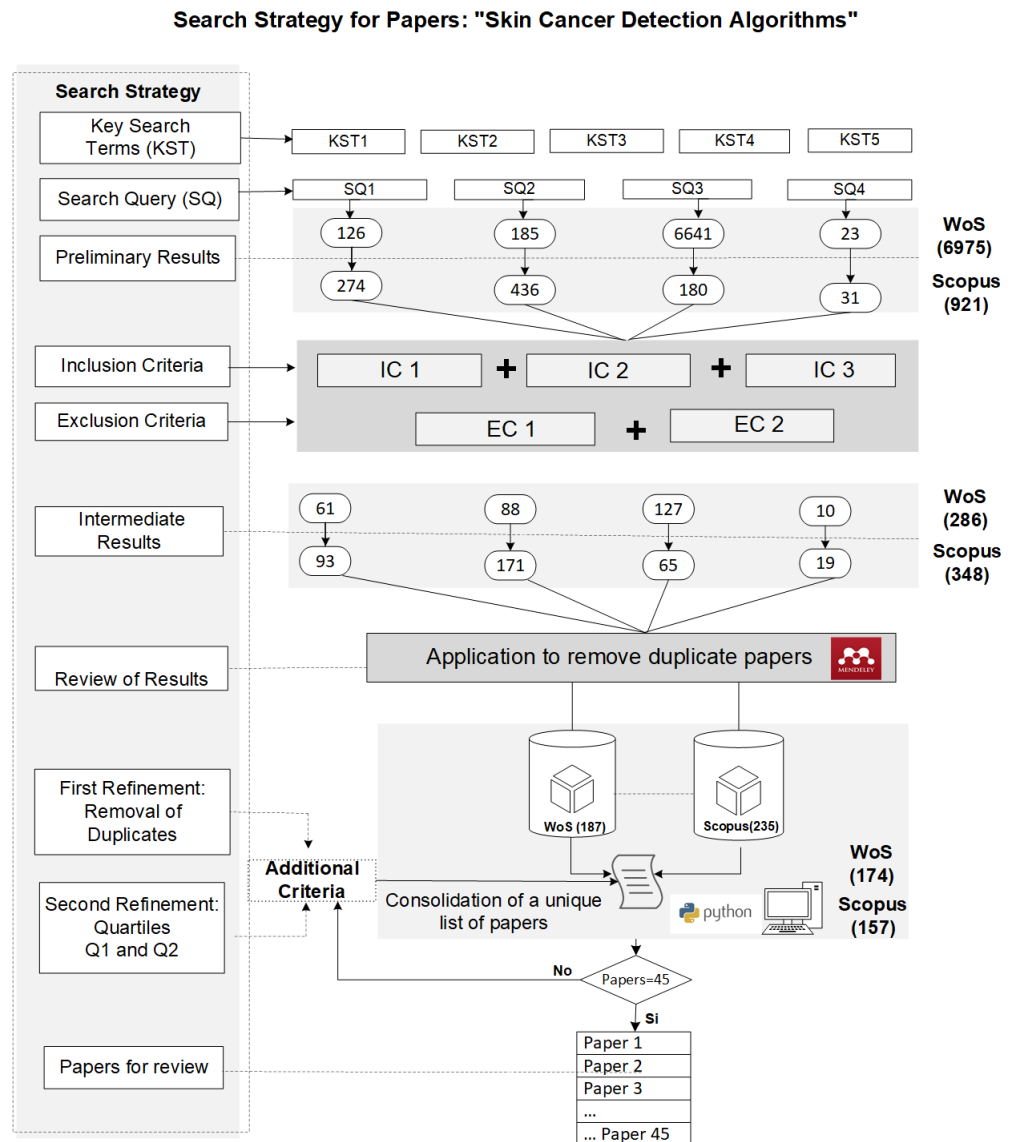 Search Strategy for Papers: "Skin Cancer Detection Algorithms"
Search Strategy
Key Search
Terms (KST)
KST1
KST2
KST3
KST4
KST5
Search Query (SQ)
SQ1
SQ2
SQ3
SQ4
Preliminary Results
126
185
6641
23
WoS
(6975)
274
436
180
31
Scopus
(921)
Inclusion Criteria
IC 1
+
IC 2
+
IC 3
Exclusion Criteria
EC 1
+
EC 2
Intermediate
Results
61
88
127
10
WoS
(286)
93
171
65
19
Scopus
(348)
Review of Results
Application to remove duplicate papers
MENDELEY
First Refinement:
Removal of
Duplicates
WoS (187)
Scopus(235)
Additional
Criteria
Second Refinement:
Quartiles
Q1 and Q2
Consolidation of a unique
list of papers
python
WoS
(174)
Scopus
(157)
No
Papers=45
Si
Papers for review
Paper 1
Paper 2
Paper 3
...
... Paper 45